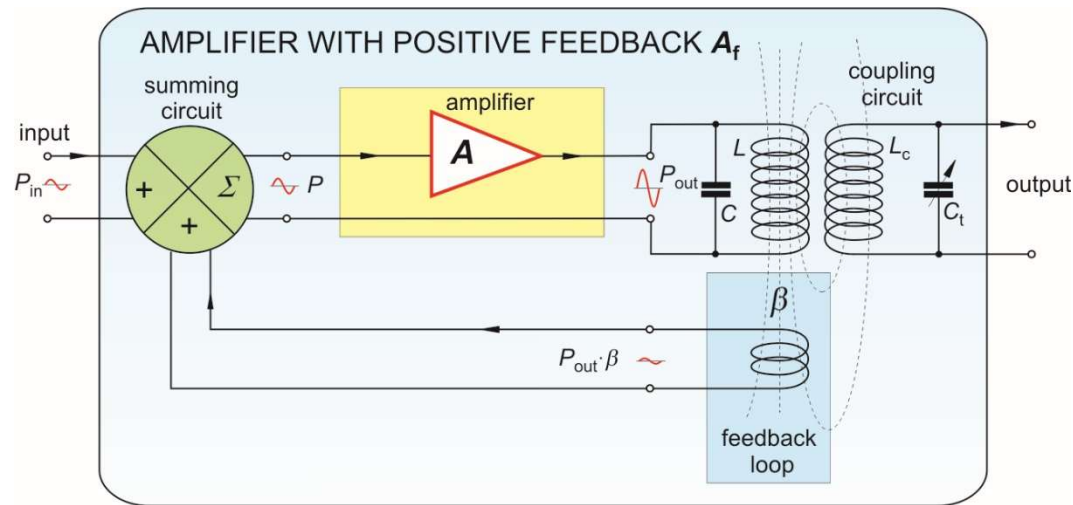 AMPLIFIER WITH POSITIVE FEEDBACK Af
summing
circuit
coupling
circuit
amplifier
input
A
L
Lc
Pin
+
Σ
P
Pout
output
+
C
Ct
β
Pout·β
feedback
loop